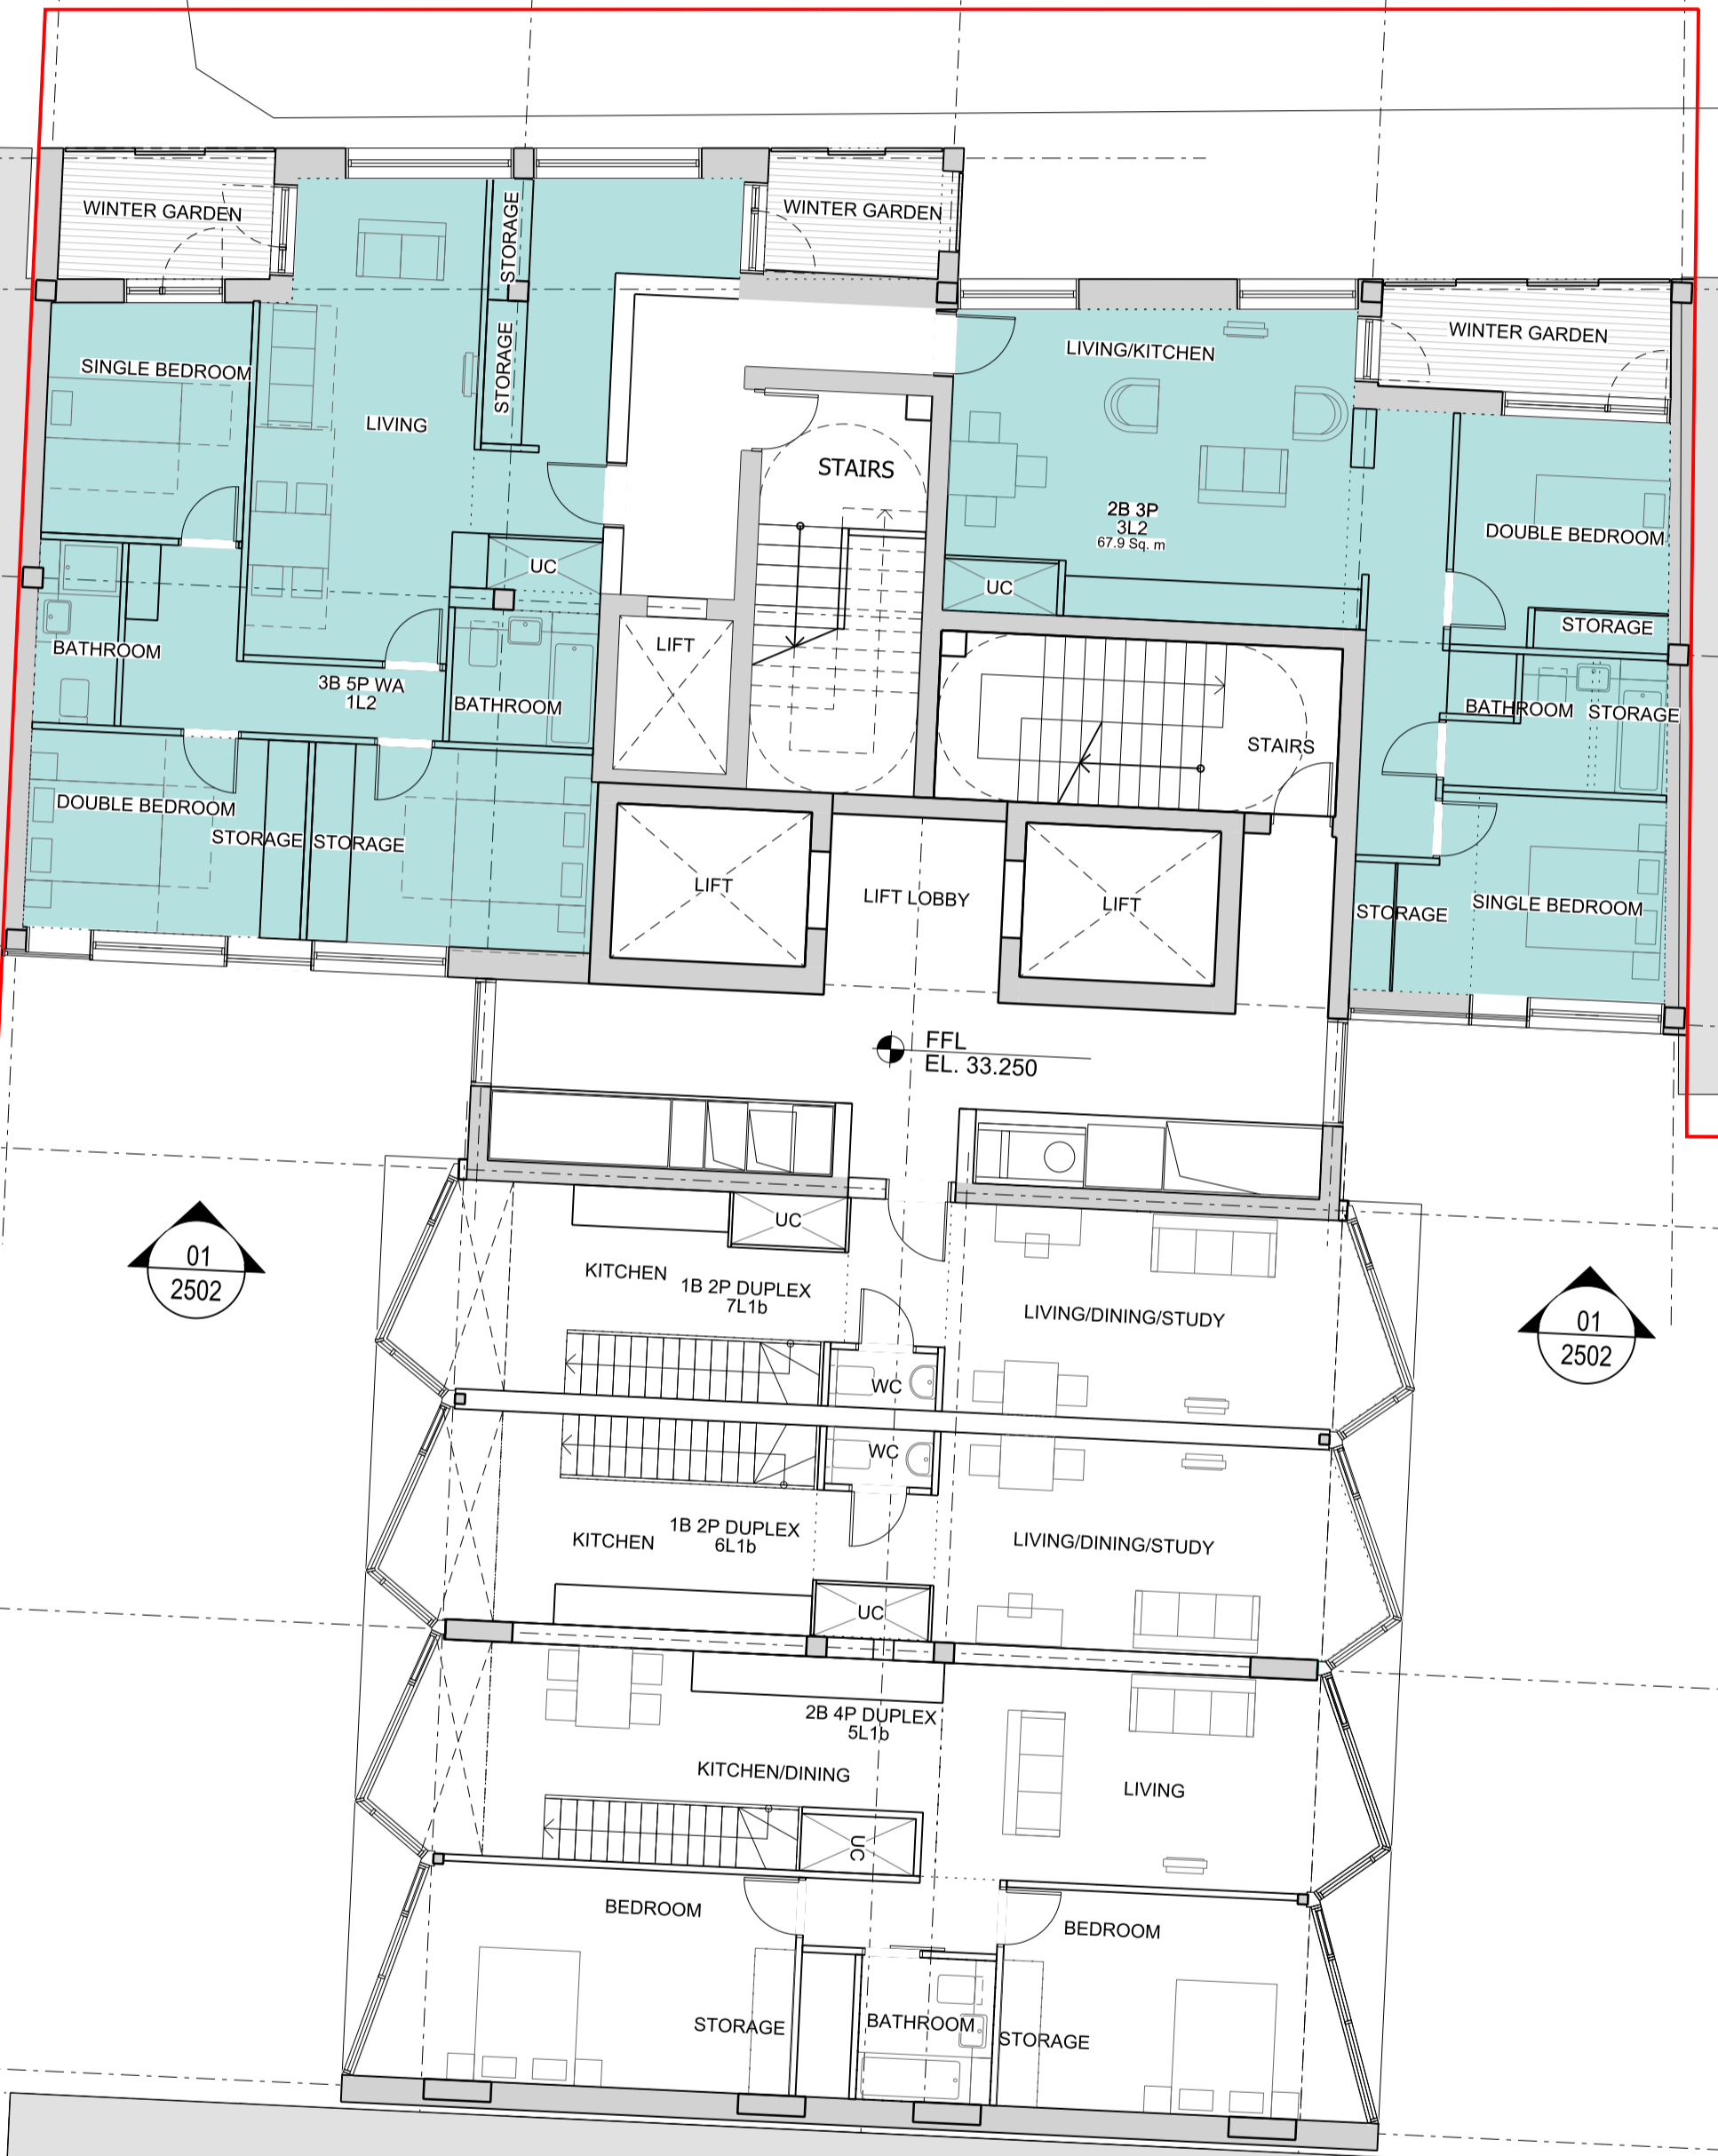 WINTER GARDEN
STORAGE
WINTER GARDEN
WINTER GARDEN
SINGLE BEDROOM
STORAGE
LIVING
LIVING/KITCHEN
STAIRS
2B 3P
3L2
67.9 Sq. m
DOUBLE BEDROOM
UC
UC
STORAGE
BATHROOM
LIFT
3B 5P WA
1L2
BATHROOM
BATHROOM
STORAGE
STAIRS
DOUBLE BEDROOM
STORAGE
STORAGE
LIFT
LIFT LOBBY
LIFT
STORAGE
SINGLE BEDROOM
FFL
EL. 33.250
01
2502
UC
KITCHEN
1B 2P DUPLEX
7L1b
LIVING/DINING/STUDY
01
2502
WC
WC
KITCHEN
1B 2P DUPLEX
6L1b
LIVING/DINING/STUDY
UC
2B 4P DUPLEX
5L1b
KITCHEN/DINING
LIVING
UC
BEDROOM
BEDROOM
STORAGE
BATHROOM
STORAGE